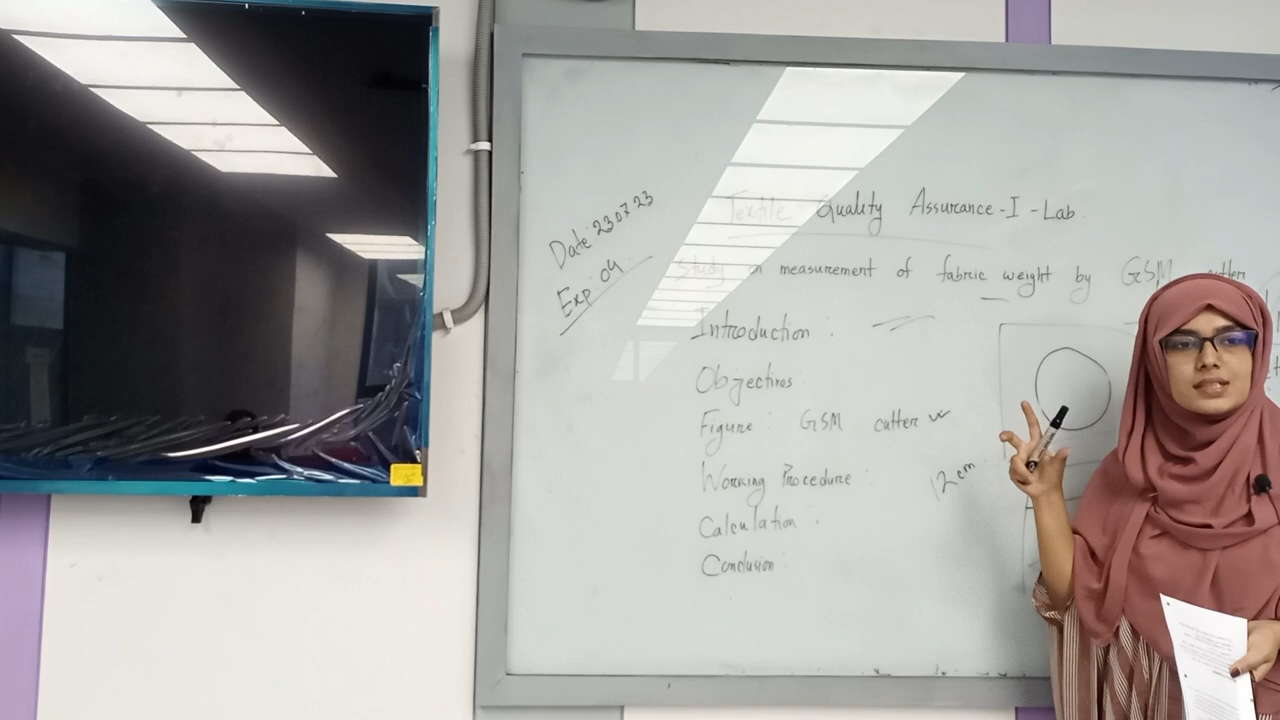 Date 23 07 23
Exp 04
Textile Quality Assurance-I-Lab
Study on measurement of fabric weight by GSM cutter
Introduction :
Objectives
Figure : GSM cutter
Working Procedure
12 cm
Calculation :
Conclusion